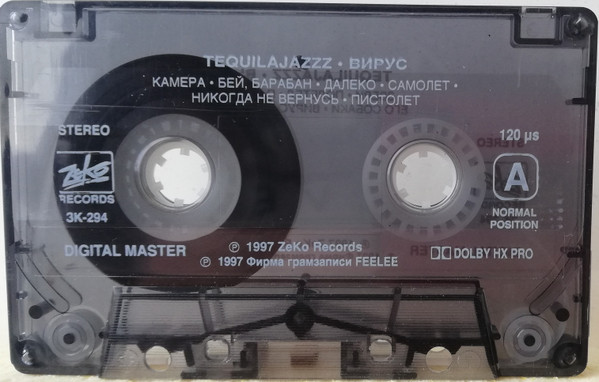 TEQUILAJAZZZ • ВИРУС
КАМЕРА • БЕЙ, БАРАБАН • ДАЛЕКО • САМОЛЕТ •
НИКОГДА НЕ ВЕРНУСЬ • ПИСТОЛЕТ
STEREO
120 µs
ZeKo
RECORDS
ЗК-294
A
NORMAL
POSITION
DIGITAL MASTER
℗ 1997 ZeKo Records
℗ 1997 Фирма грамзаписи FEELEE
DOLBY HX PRO